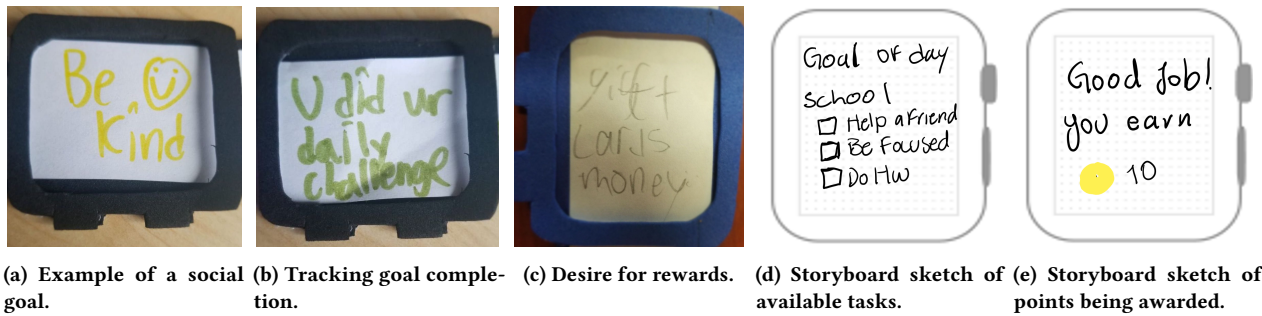 Be
Kind
U did ur
daily
challenge
gift
cards
money
Goal of day
school
Help a friend
Be Focused
Do Hw
Good Job!
you earn
10
(a) Example of a social
goal.
(b) Tracking goal comple-
tion.
(c) Desire for rewards.
(d) Storyboard sketch of
available tasks.
(e) Storyboard sketch of
points being awarded.